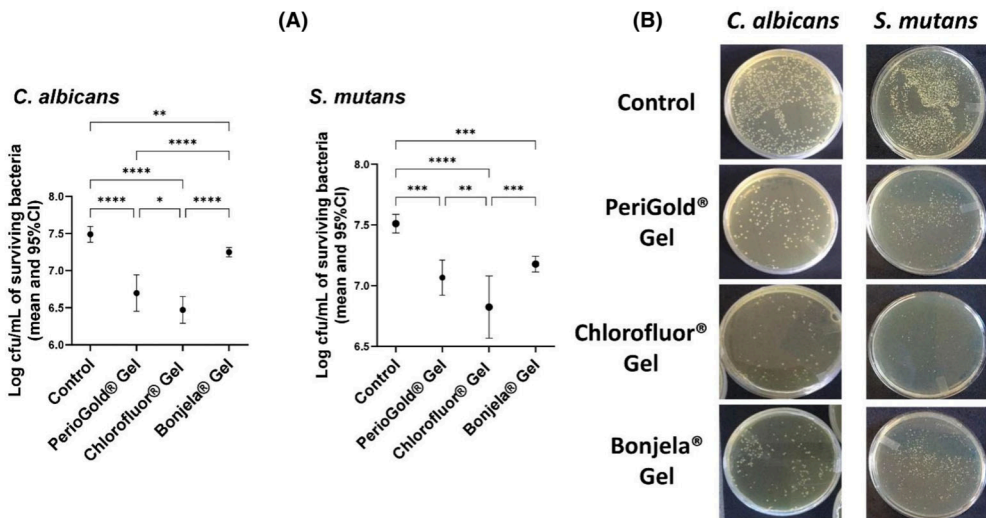 (A)
C. albicans
**
****
****
****
*
****
8.0
7.5
7.0
6.5
6.0
Log cfu/mL of surviving bacteria
(mean and 95%CI)
Control
PerioGold® Gel
Chlorofluor® Gel
Bonjela® Gel
S. mutans
***
****
***
**
***
8.0
7.5
7.0
6.5
Log cfu/mL of surviving bacteria
(mean and 95%CI)
Control
PerioGold® Gel
Chlorofluor® Gel
Bonjela® Gel
(B)
C. albicans
S. mutans
Control
PeriGold®
Gel
Chlorofluor®
Gel
Bonjela®
Gel